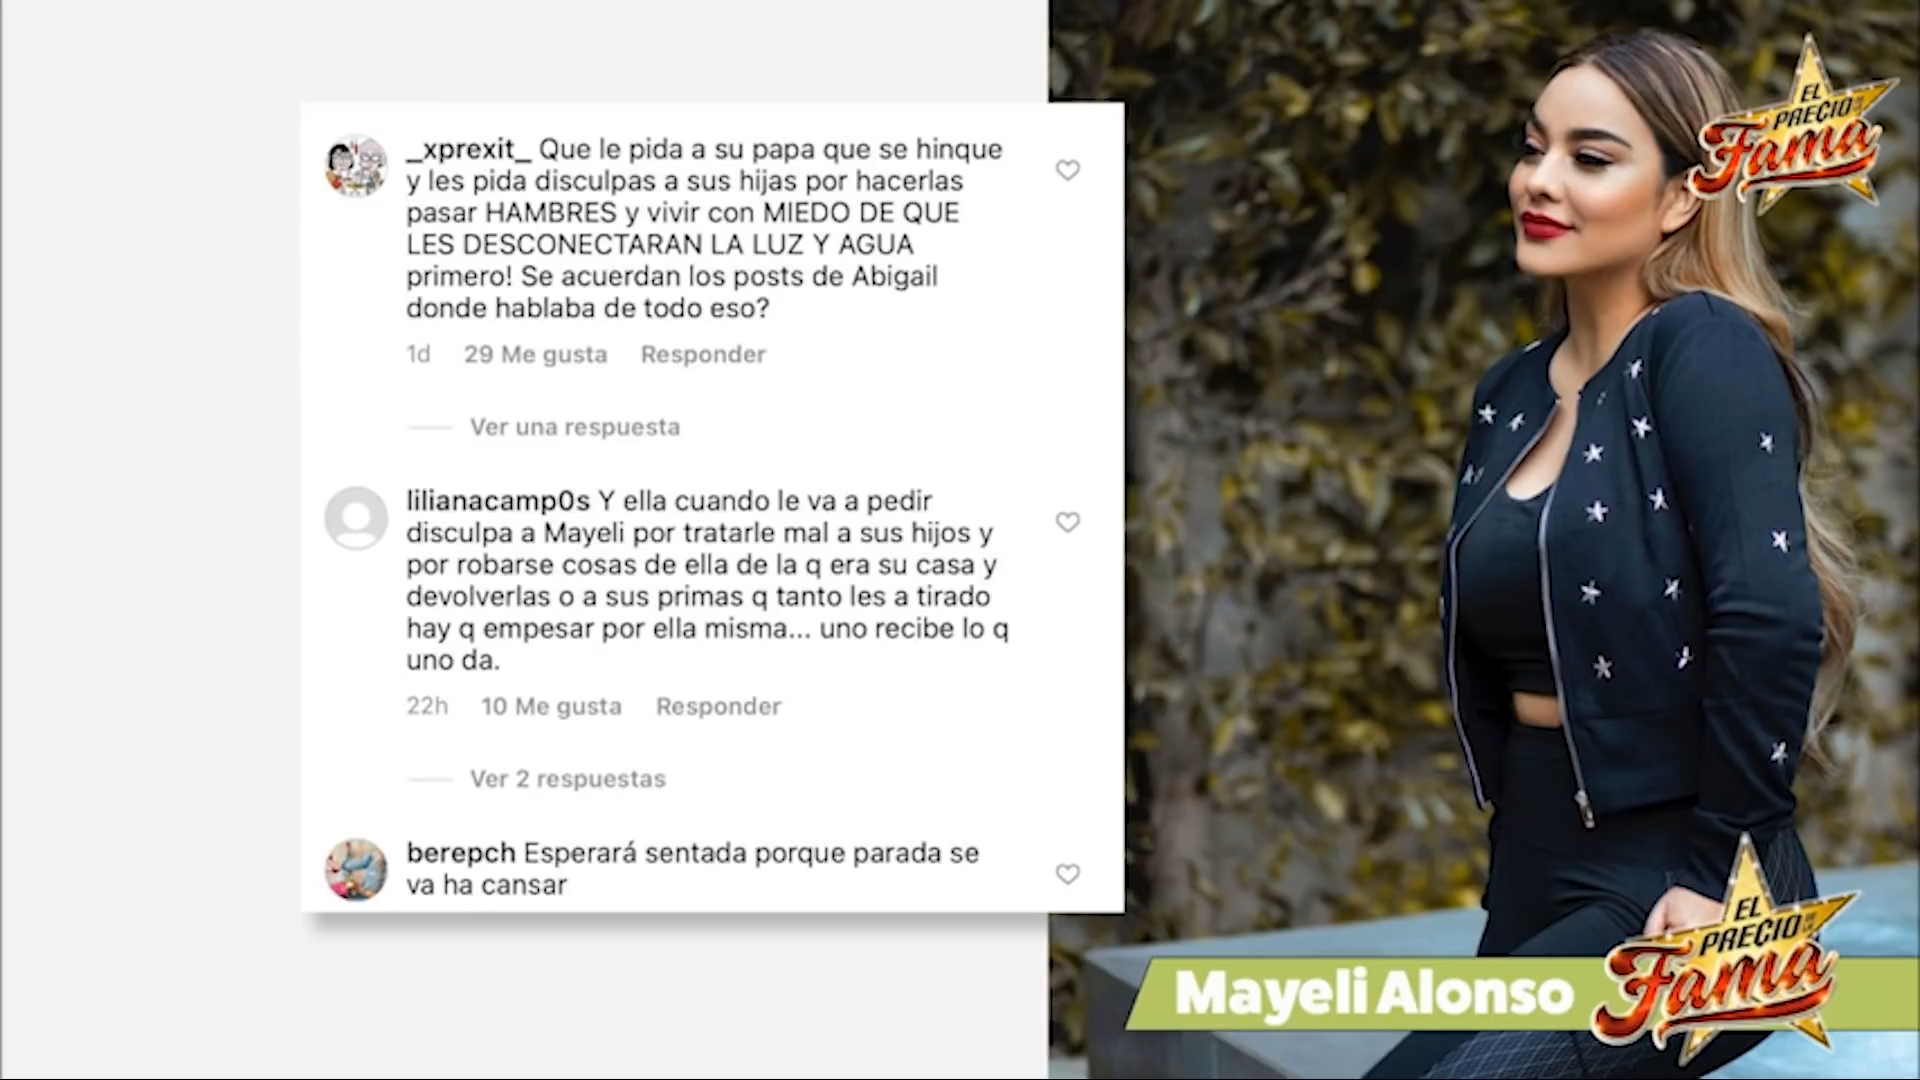 _xprexit_ Que le pida a su papa que se hinque
y les pida disculpas a sus hijas por hacerlas
pasar HAMBRES y vivir con MIEDO DE QUE
LES DESCONECTARAN LA LUZ Y AGUA
primero! Se acuerdan los posts de Abigail
donde hablaba de todo eso?
1d 29 Me gusta Responder
Ver una respuesta
lilianacamp0s Y ella cuando le va a pedir
disculpa a Mayeli por tratarle mal a sus hijos y
por robarse cosas de ella de la q era su casa y
devolverlas o a sus primas q tanto les a tirado
hay q empesar por ella misma... uno recibe lo q
uno da.
22h 10 Me gusta Responder
Ver 2 respuestas
berepch Esperará sentada porque parada se
va ha cansar
EL
PRECIO DE LA
Fama
Mayeli Alonso
EL
PRECIO DE LA
Fama